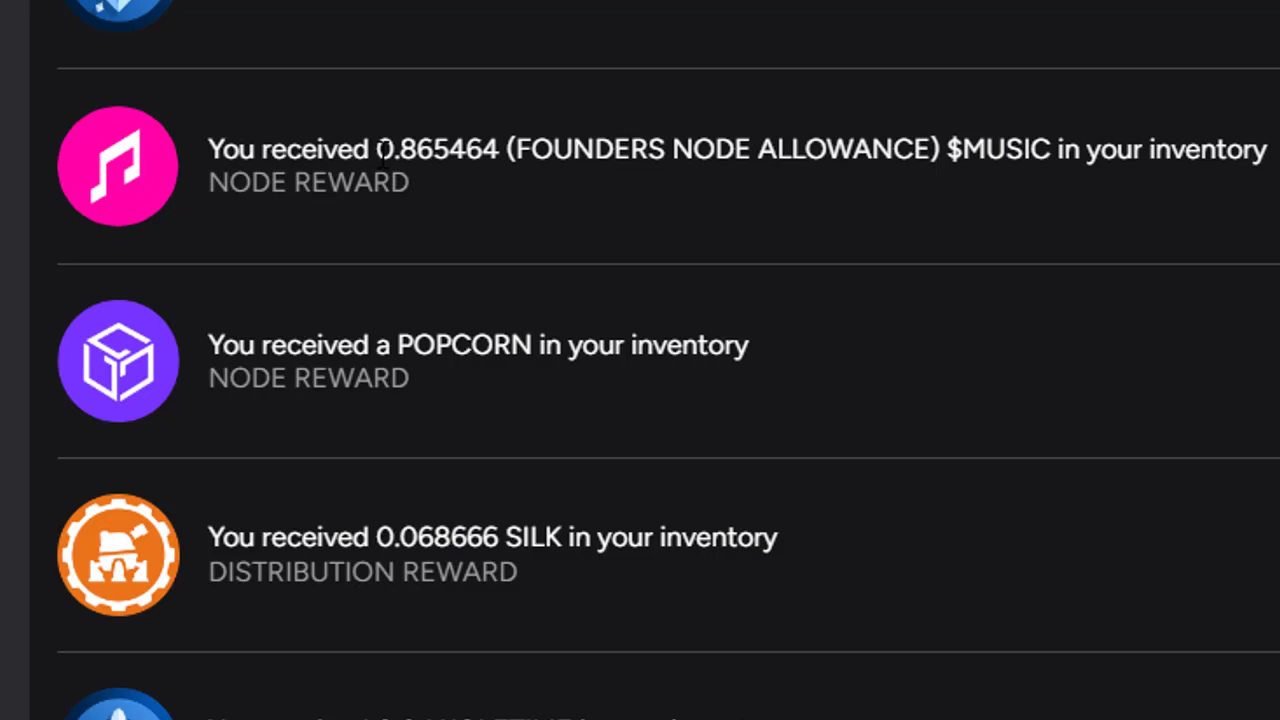 You received 0.865464 (FOUNDERS NODE ALLOWANCE) $MUSIC in your inventory
NODE REWARD
You received a POPCORN in your inventory
NODE REWARD
You received 0.068666 SILK in your inventory
DISTRIBUTION REWARD